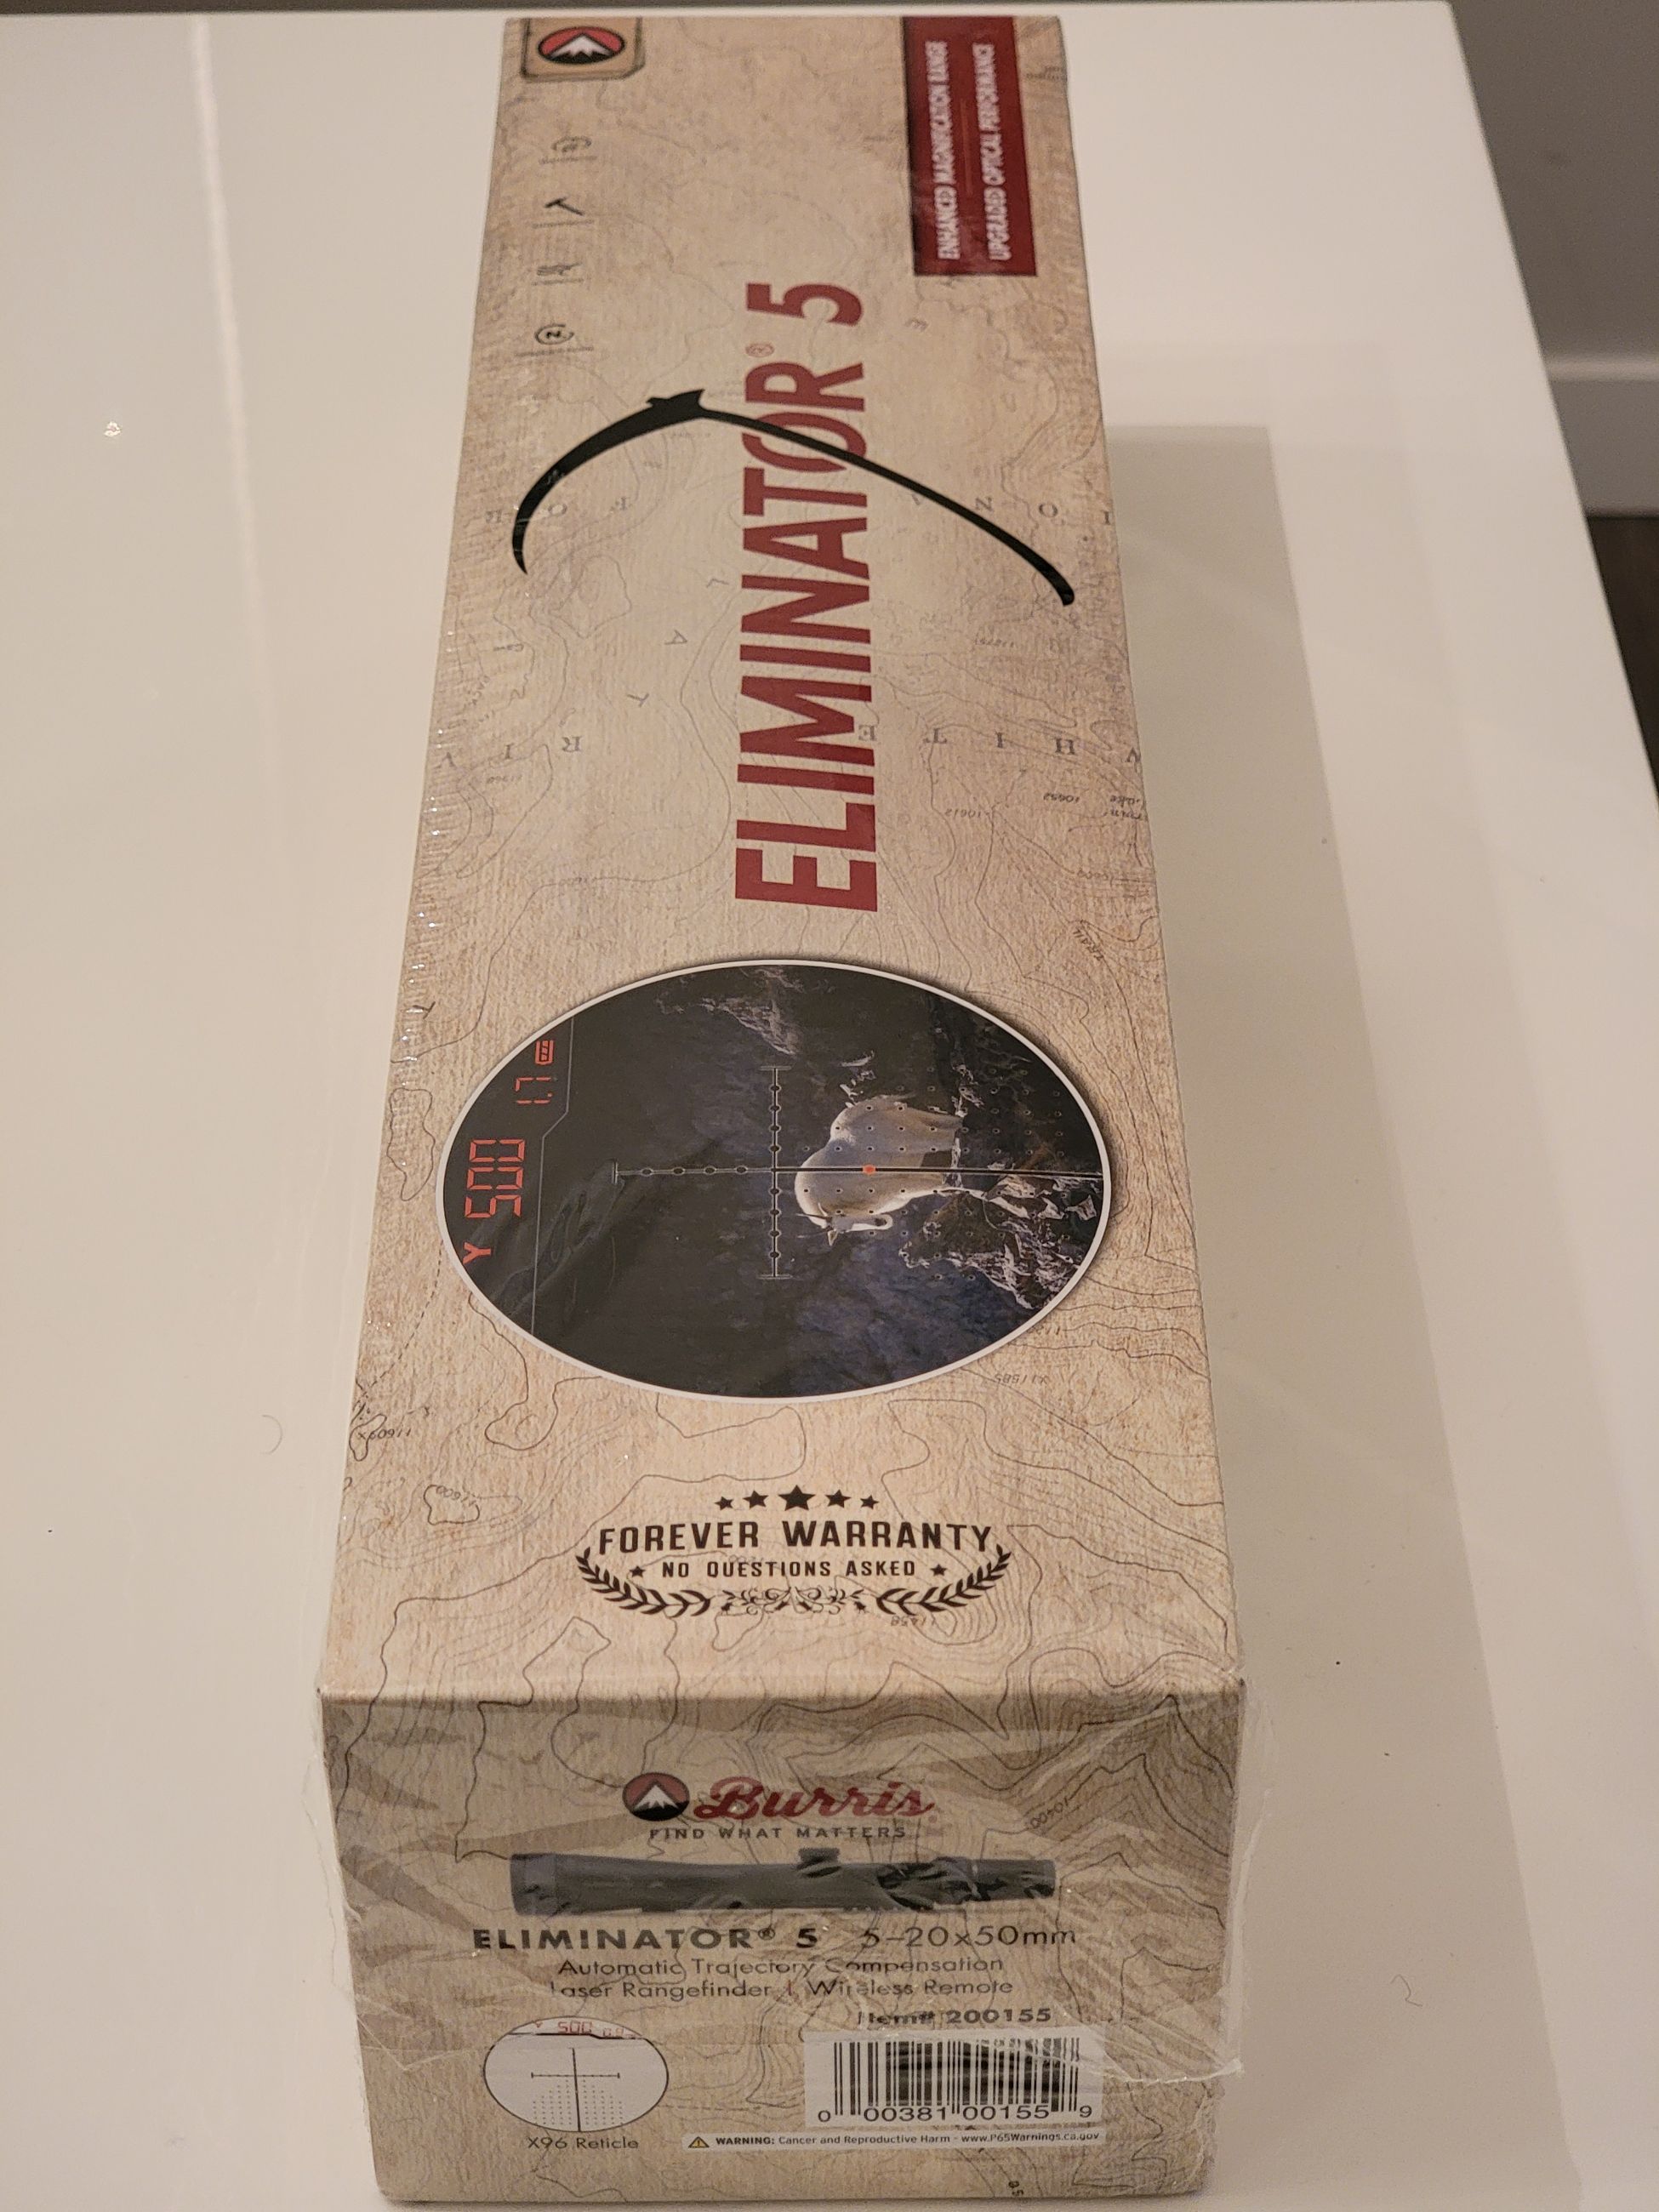 ENHANCED MAGNIFICATION RANGE
UPGRADED OPTICAL PERFORMANCE
ELIMINATOR® 5
Y 500 1.7
FOREVER WARRANTY
NO QUESTIONS ASKED
Burris
FIND WHAT MATTERS
ELIMINATOR® 5 5-20x50mm
Automatic Trajectory Compensation
Laser Rangefinder | Wireless Remote
Item# 200155
500
0 00381 00155 9
X96 Reticle
WARNING: Cancer and Reproductive Harm - www.P65Warnings.ca.gov